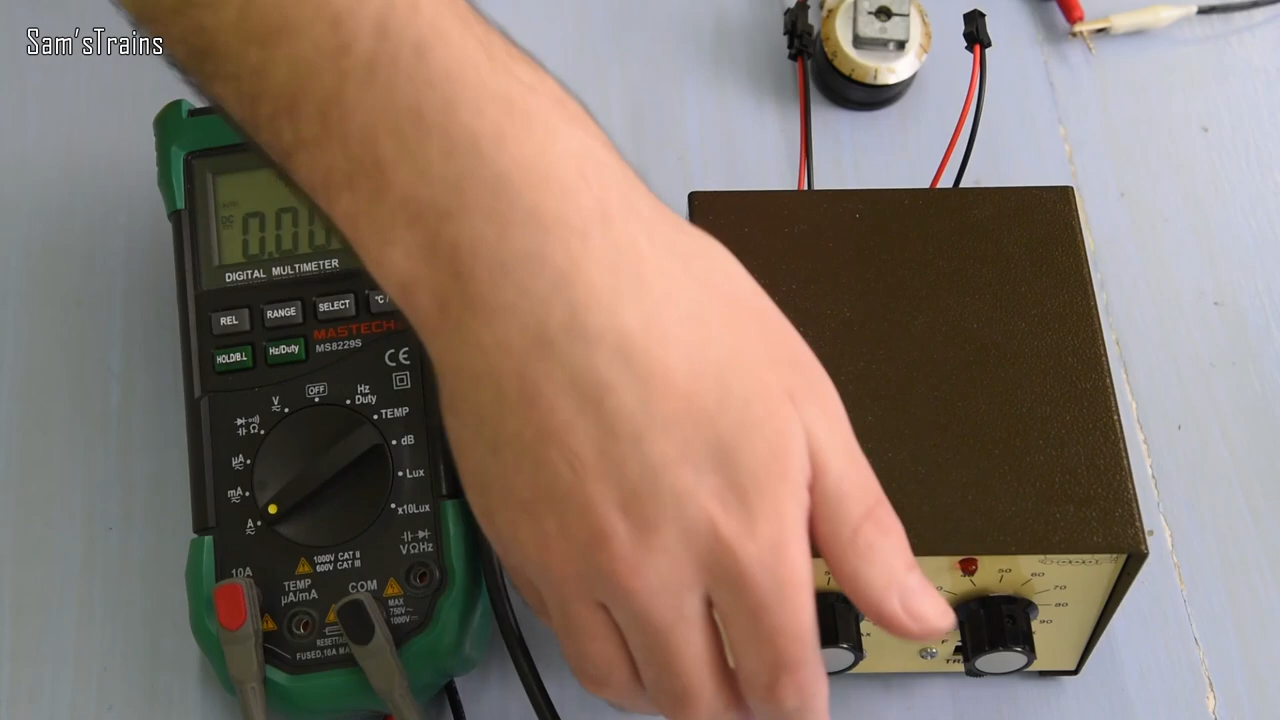 Sam'sTrains
DC
0.00
DIGITAL MULTIMETER
REL
RANGE
SELECT
°C/
MASTECH
HOLD/B.L
Hz/Duty
MS8229S
CE
OFF
V
Hz
Duty
TEMP
dB
Lux
x10Lux
Ω
µA
mA
A
VΩHz
1000V CAT II
600V CAT III
10A
TEMP
µA/mA
COM
MAX
750V~
1000V
FUSED,10A MA
50
60
70
80
90